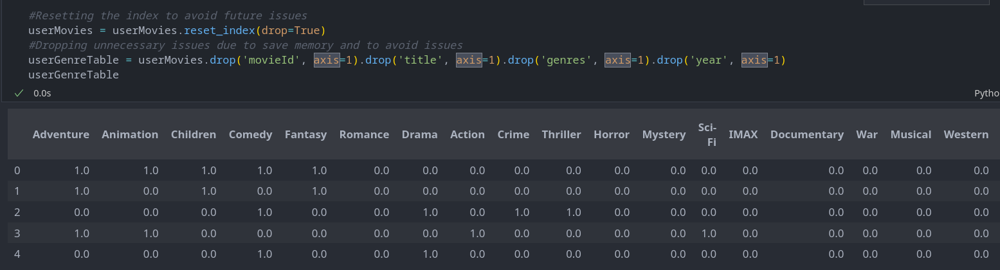 #Resetting the index to avoid future issues
userMovies = userMovies.reset_index(drop=True)
#Dropping unnecessary issues due to save memory and to avoid issues
userGenreTable = userMovies.drop('movieId', axis=1).drop('title', axis=1).drop('genres', axis=1).drop('year', axis=1)
userGenreTable
✓ 0.0s Pytho
Adventure Animation Children Comedy Fantasy Romance Drama Action Crime Thriller Horror Mystery Sci-Fi IMAX Documentary War Musical Western
0 1.0 1.0 1.0 1.0 1.0 0.0 0.0 0.0 0.0 0.0 0.0 0.0 0.0 0.0 0.0 0.0 0.0 0.0
1 1.0 0.0 1.0 0.0 1.0 0.0 0.0 0.0 0.0 0.0 0.0 0.0 0.0 0.0 0.0 0.0 0.0 0.0
2 0.0 0.0 0.0 1.0 0.0 0.0 1.0 0.0 1.0 1.0 0.0 0.0 0.0 0.0 0.0 0.0 0.0 0.0
3 1.0 1.0 0.0 0.0 0.0 0.0 0.0 1.0 0.0 0.0 0.0 0.0 1.0 0.0 0.0 0.0 0.0 0.0
4 0.0 0.0 0.0 1.0 0.0 0.0 1.0 0.0 0.0 0.0 0.0 0.0 0.0 0.0 0.0 0.0 0.0 0.0